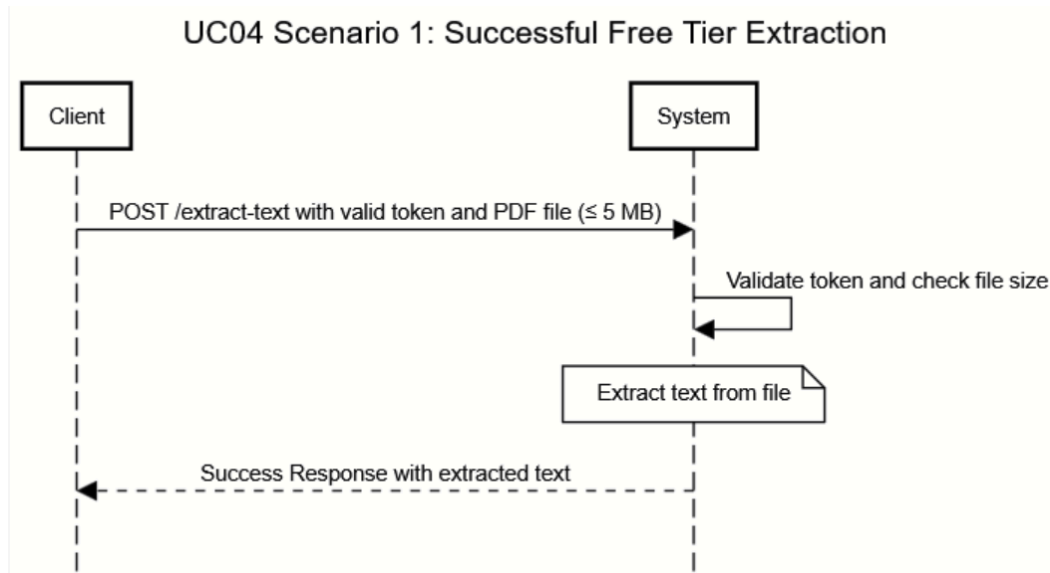 UC04 Scenario 1: Successful Free Tier Extraction
Client
System
POST /extract-text with valid token and PDF file (≤ 5 MB)
Validate token and check file size
Extract text from file
Success Response with extracted text